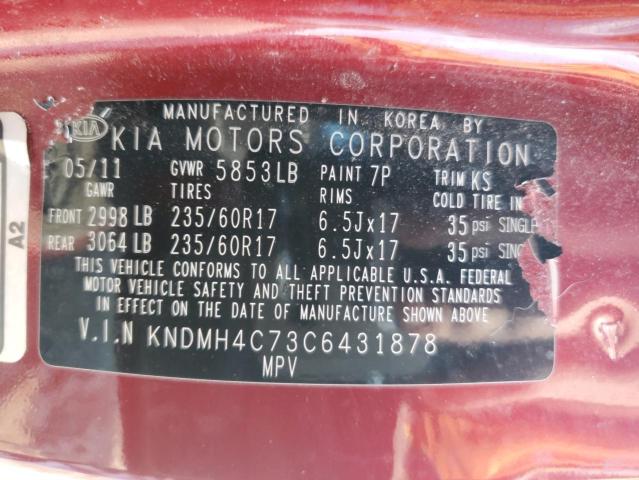 MANUFACTURED IN KOREA BY
KIA KIA MOTORS CORPORATION
05/11 GVWR 5853LB PAINT 7P TRIM KS
GAWR TIRES RIMS COLD TIRE IN
FRONT 2998 LB 235/60R17 6.5Jx17 35 psi SINGLE
REAR 3064 LB 235/60R17 6.5Jx17 35 psi SING
THIS VEHICLE CONFORMS TO ALL APPLICABLE U.S.A. FEDERAL
MOTOR VEHICLE SAFETY AND THEFT PREVENTION STANDARDS
IN EFFECT ON THE DATE OF MANUFACTURE SHOWN ABOVE
V.I.N KNDMH4C73C6431878
MPV
A2